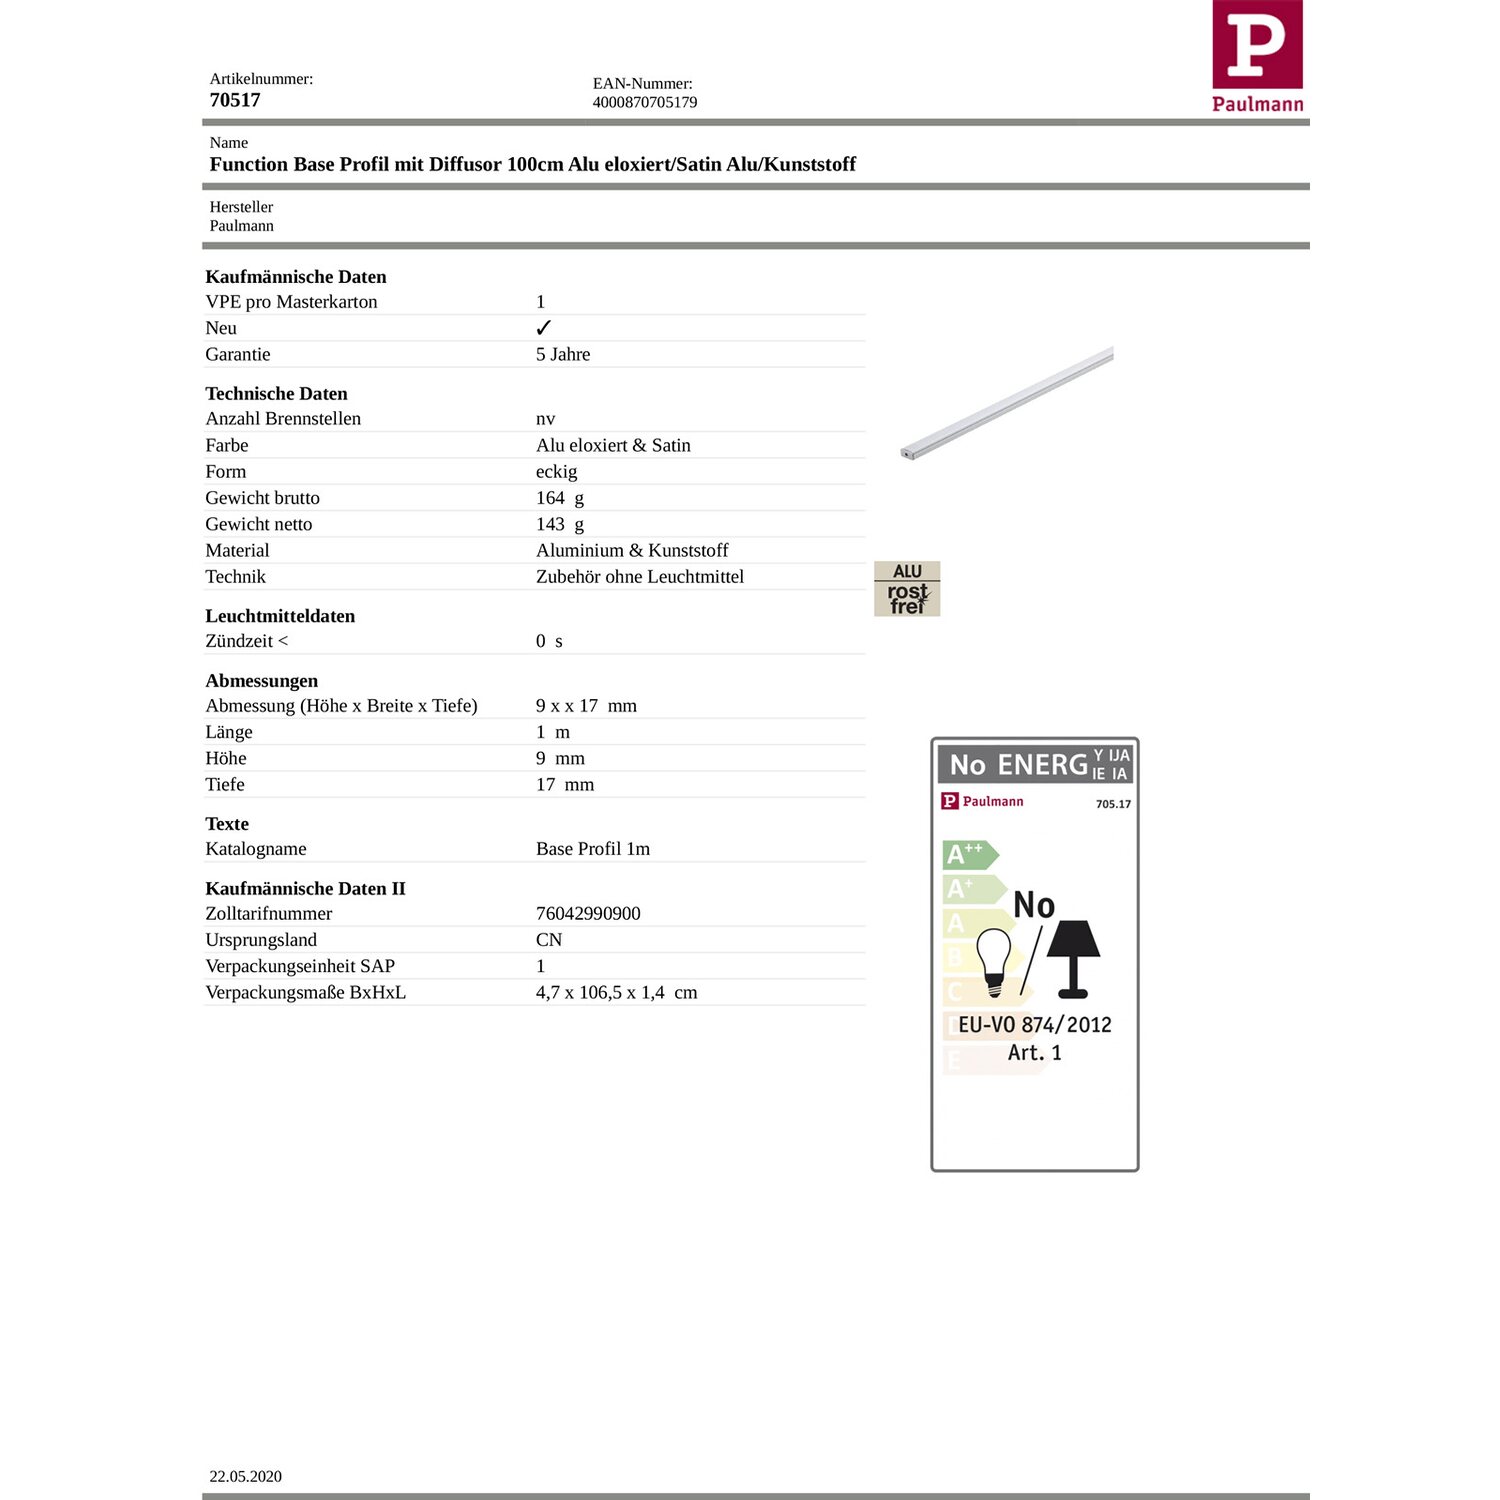 P
Paulmann
Artikelnummer:
70517
EAN-Nummer:
4000870705179
Name
Function Base Profil mit Diffusor 100cm Alu eloxiert/Satin Alu/Kunststoff
Hersteller
Paulmann
Kaufmännische Daten
VPE pro Masterkarton 1
Neu ✓
Garantie 5 Jahre
Technische Daten
Anzahl Brennstellen nv
Farbe Alu eloxiert & Satin
Form eckig
Gewicht brutto 164 g
Gewicht netto 143 g
Material Aluminium & Kunststoff
Technik Zubehör ohne Leuchtmittel
ALU
rost
frei
Leuchtmitteldaten
Zündzeit < 0 s
Abmessungen
Abmessung (Höhe x Breite x Tiefe) 9 x x 17 mm
Länge 1 m
Höhe 9 mm
Tiefe 17 mm
Texte
Katalogname Base Profil 1m
Kaufmännische Daten II
Zolltarifnummer 76042990900
Ursprungsland CN
Verpackungseinheit SAP 1
Verpackungsmaße BxHxL 4,7 x 106,5 x 1,4 cm
No ENERG Y IJA
IE IA
P Paulmann 705.17
A++
A+
No
A
B
C
D
EU-VO 874/2012
Art. 1
E
22.05.2020